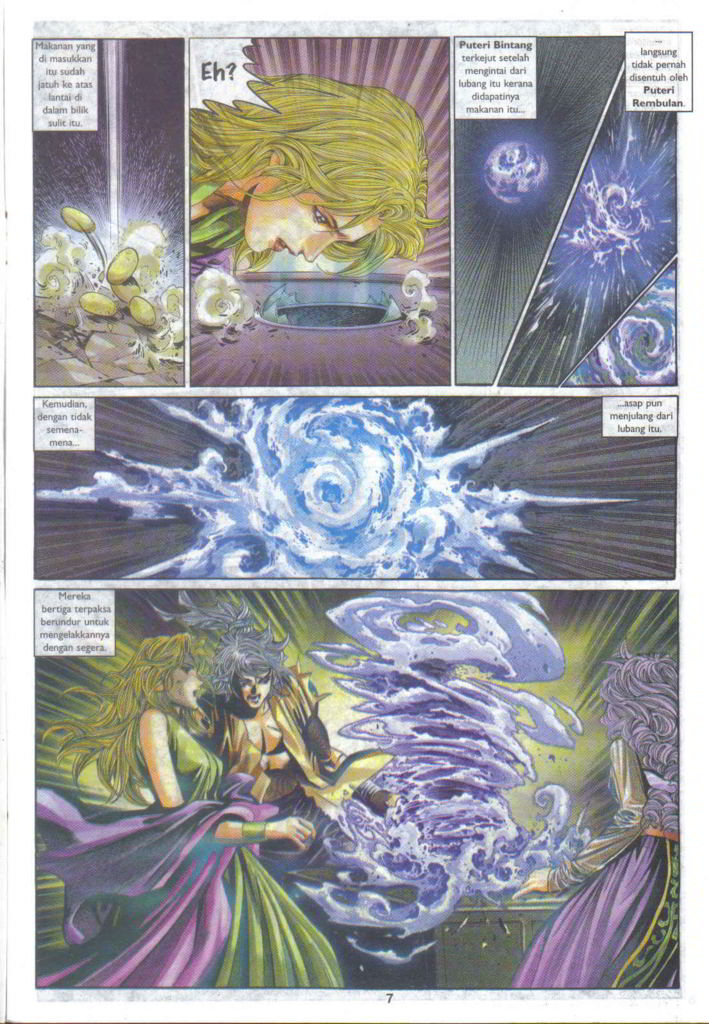 Makanan yang
di masukkan
itu sudah
jatuh ke atas
lantai di
dalam bilik
sulit itu.
Eh?
Puteri Bintang
terkejut setelah
mengintai dari
lubang itu kerana
didapatinya
makanan itu...
...
langsung
tidak pernah
disentuh oleh
Puteri
Rembulan.
Kemudian,
dengan tidak
semena-
mena...
...asap pun
menjulang dari
lubang itu.
Mereka
bertiga terpaksa
berundur untuk
mengelakkannya
dengan segera.
7